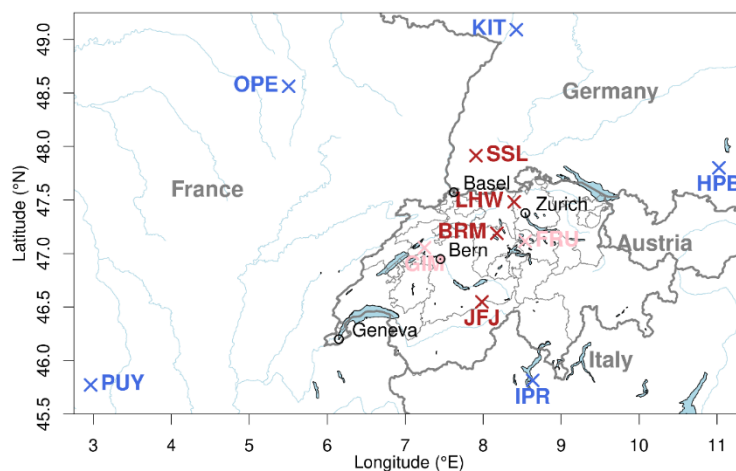 49.0
48.5
48.0
47.5
47.0
46.5
46.0
45.5
Latitude (°N)
KIT
OPE
Germany
SSL
HPE
France
Basel
LHW
Zurich
BRM
FRU
Austria
Bern
GIM
JFJ
Geneva
Italy
PUY
IPR
3 4 5 6 7 8 9 10 11
Longitude (°E)